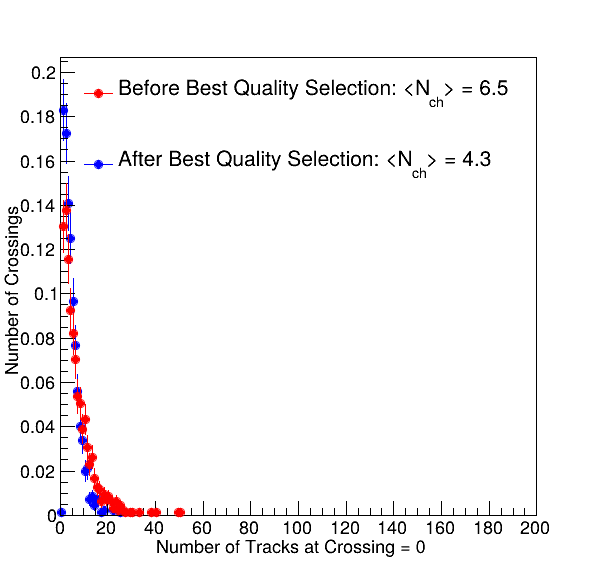 Before Best Quality Selection: <N_ch> = 6.5
After Best Quality Selection: <N_ch> = 4.3
Number of Crossings
0.2
0.18
0.16
0.14
0.12
0.1
0.08
0.06
0.04
0.02
0
0 20 40 60 80 100 120 140 160 180 200
Number of Tracks at Crossing = 0